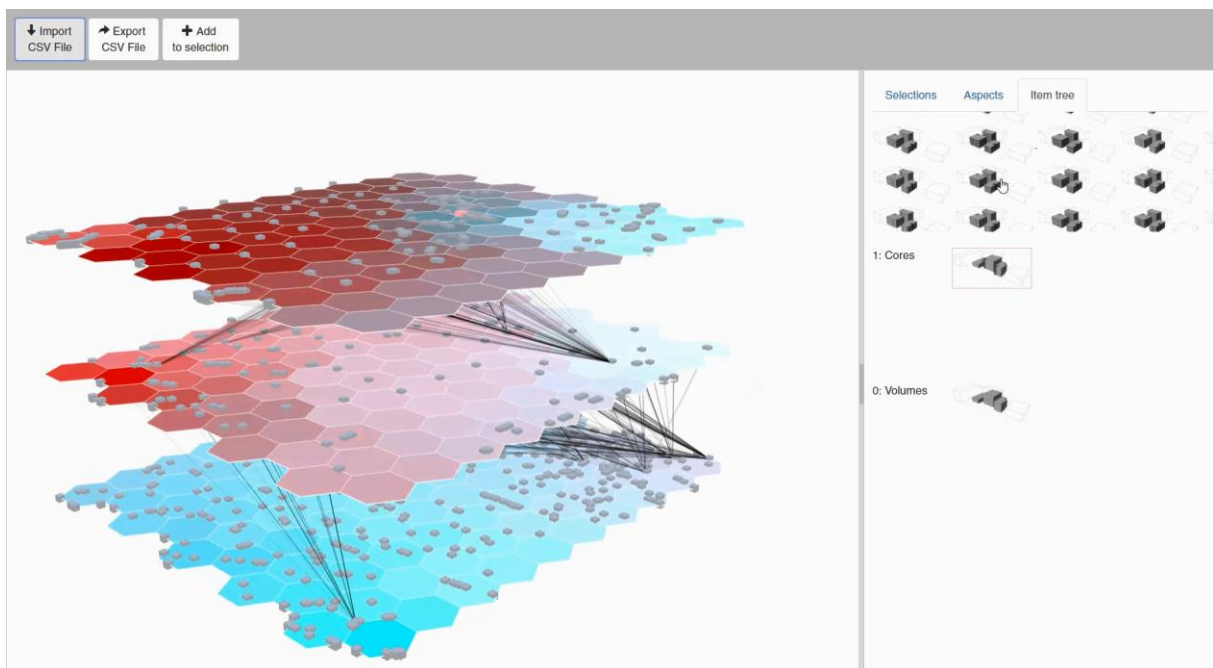 Import
CSV File
Export
CSV File
Add
to selection
Selections
Aspects
Item tree
1: Cores
0: Volumes